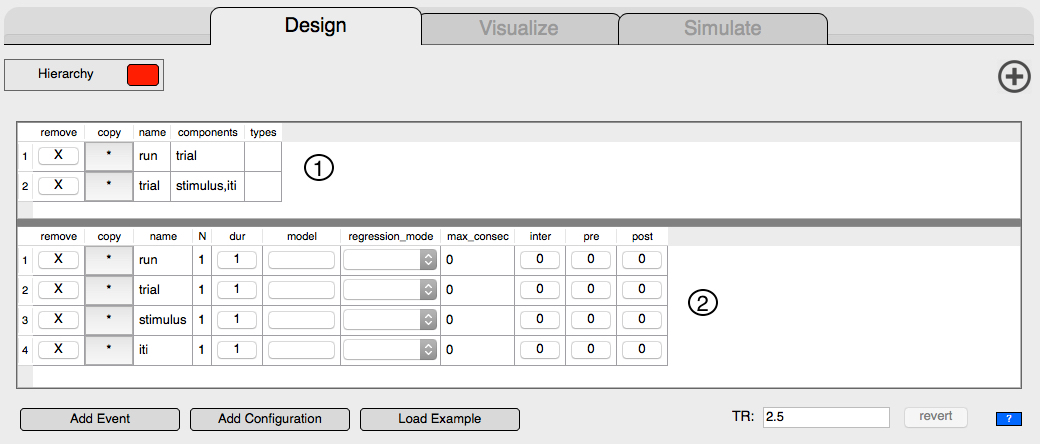 Design Visualize Simulate
Hierarchy
remove copy name components types
1 X * run trial
①
2 X * trial stimulus,iti
remove copy name N dur model regression_mode max_consec inter pre post
1 X * run 1 1 0 0 0 0
2 X * trial 1 1 0 0 0 0
②
3 X * stimulus 1 1 0 0 0 0
4 X * iti 1 1 0 0 0 0
Add Event Add Configuration Load Example TR: 2.5 revert ?